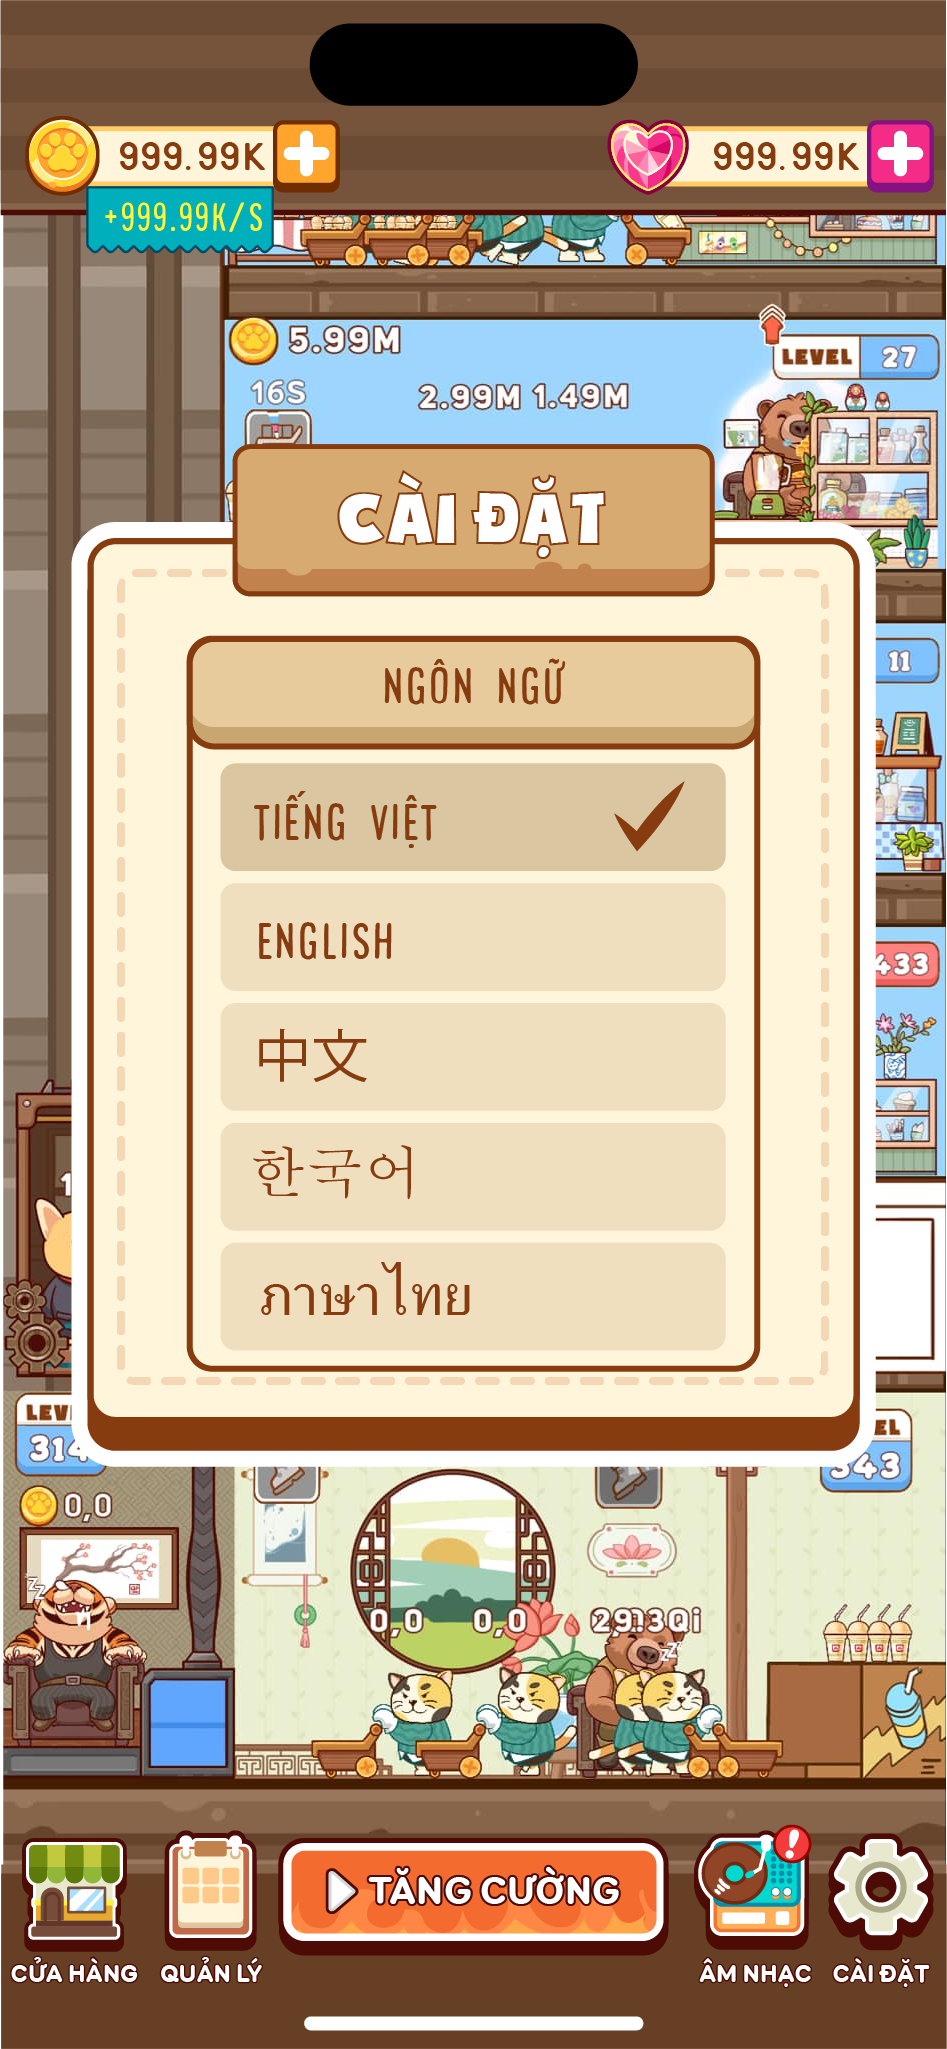 999.99K
999.99K
+999.99K/S
5.99M
LEVEL 27
16S
2.99M 1.49M
CÀI ĐẶT
NGÔN NGỮ
11
TIẾNG VIỆT
ENGLISH
433
中文
한국어
ภาษาไทย
314
343
0,0
0,0 0,0
TĂNG CƯỜNG
CỬA HÀNG
QUẢN LÝ
ÂM NHẠC
CÀI ĐẶT